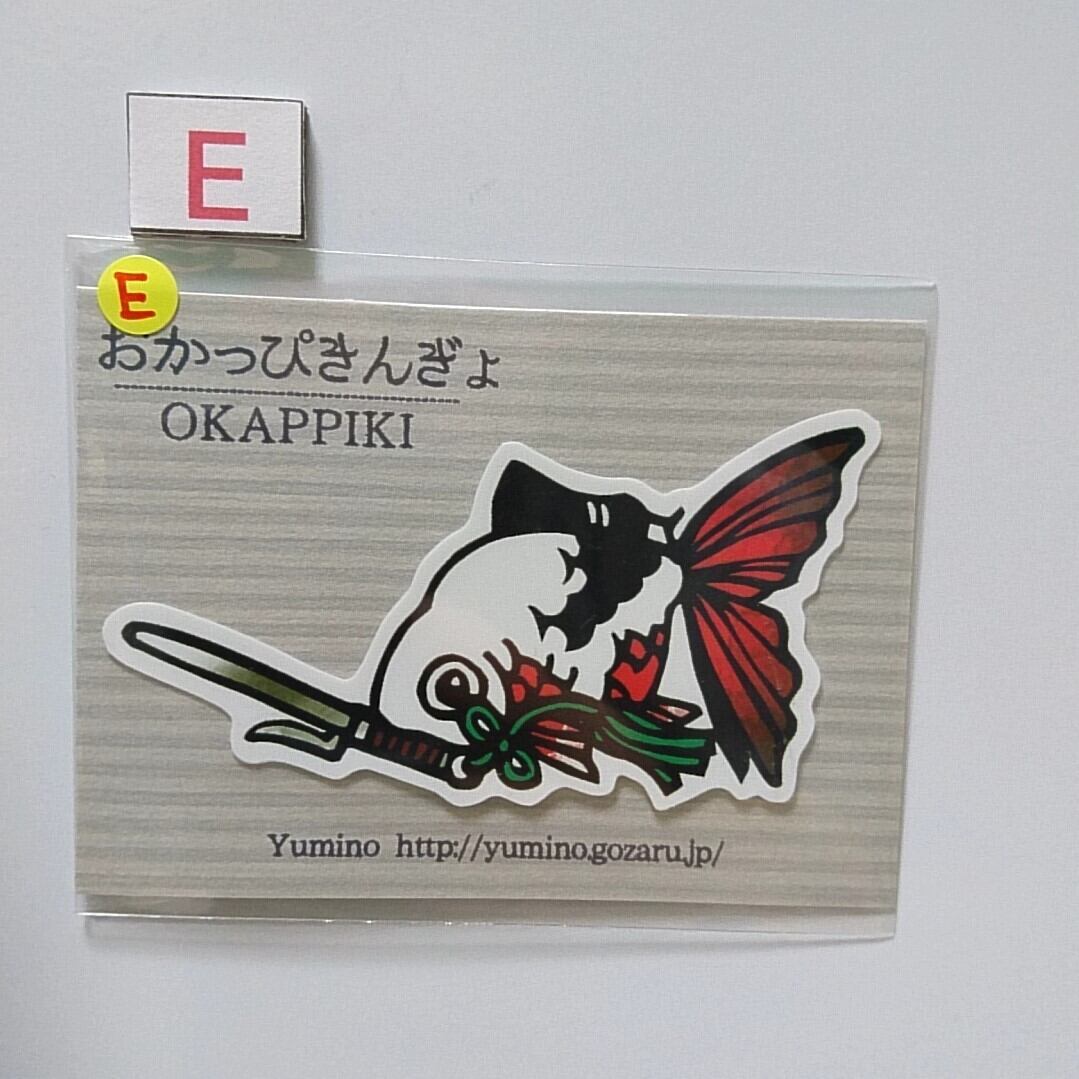 E
E
おかっぴきんぎょ
OKAPPIKI
Yumino http://yumino.gozaru.jp/